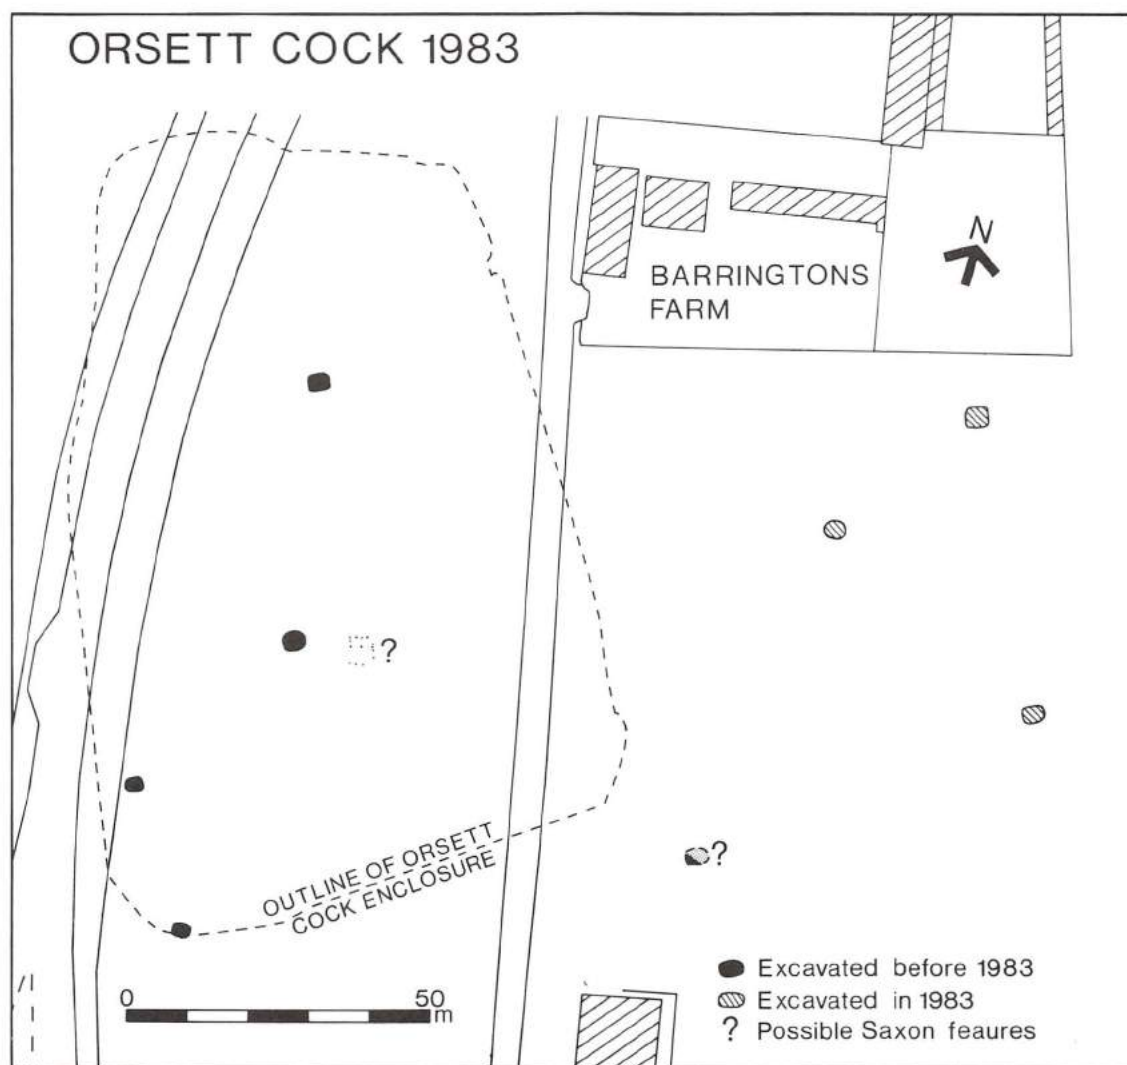 ORSETT COCK 1983
N
BARRINGTONS
FARM
?
?
OUTLINE OF ORSETT
COCK ENCLOSURE
0 50
m
Excavated before 1983
Excavated in 1983
? Possible Saxon feaures